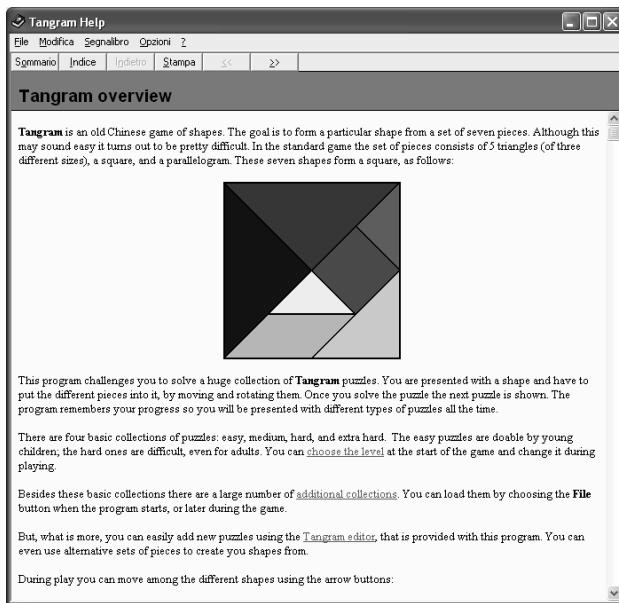 Tangram Help
File Modifica Segnalibro Opzioni ?
Sommario Indice Indietro Stampa << >>
Tangram overview
Tangram is an old Chinese game of shapes. The goal is to form a particular shape from a set of seven pieces. Although this
may sound easy it turns out to be pretty difficult. In the standard game the set of pieces consists of 5 triangles (of three
different sizes), a square, and a parallelogram. These seven shapes form a square, as follows:
This program challenges you to solve a huge collection of Tangram puzzles. You are presented with a shape and have to
put the different pieces into it, by moving and rotating them. Once you solve the puzzle the next puzzle is shown. The
program remembers your progress so you will be presented with different types of puzzles all the time.
There are four basic collections of puzzles: easy, medium, hard, and extra hard. The easy puzzles are doable by young
children; the hard ones are difficult, even for adults. You can choose the level at the start of the game and change it during
playing.
Besides these basic collections there are a large number of additional collections. You can load them by choosing the File
button when the program starts, or later during the game.
But, what is more, you can easily add new puzzles using the Tangram editor, that is provided with this program. You can
even use alternative sets of pieces to create you shapes from.
During play you can move among the different shapes using the arrow buttons: